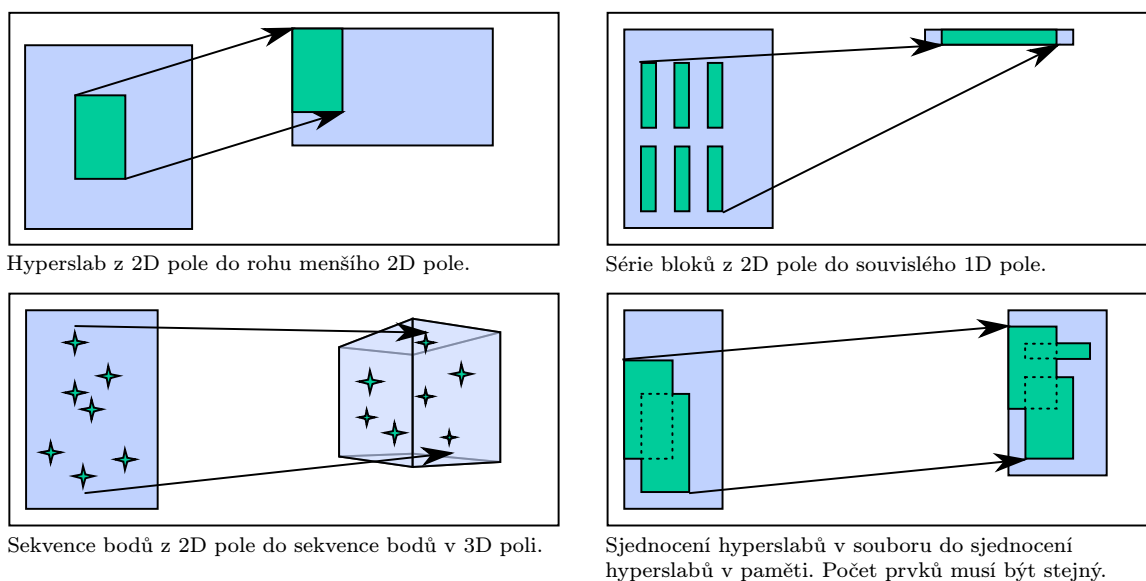 Hyperslab z 2D pole do rohu menšího 2D pole.
Série bloků z 2D pole do souvislého 1D pole.
Sekvence bodů z 2D pole do sekvence bodů v 3D poli.
Sjednocení hyperslabů v souboru do sjednocení
hyperslabů v paměti. Počet prvků musí být stejný.